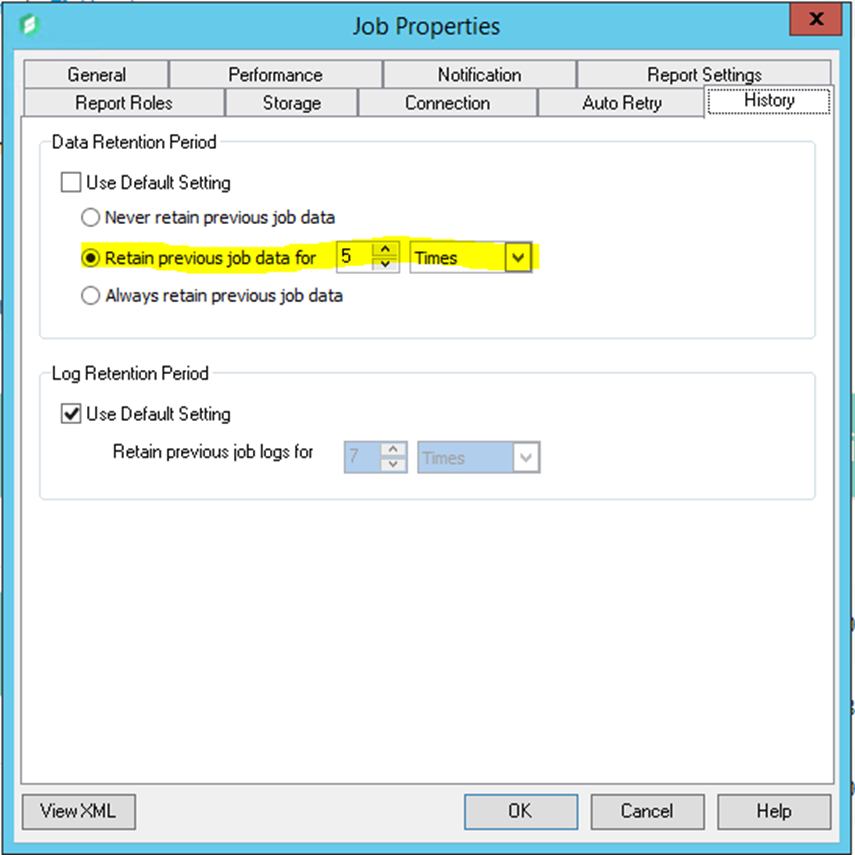 Job Properties
X
General Performance Notification Report Settings
Report Roles Storage Connection Auto Retry History
Data Retention Period
Use Default Setting
Never retain previous job data
Retain previous job data for 5 Times
Always retain previous job data
Log Retention Period
Use Default Setting
Retain previous job logs for 7 Times
View XML OK Cancel Help